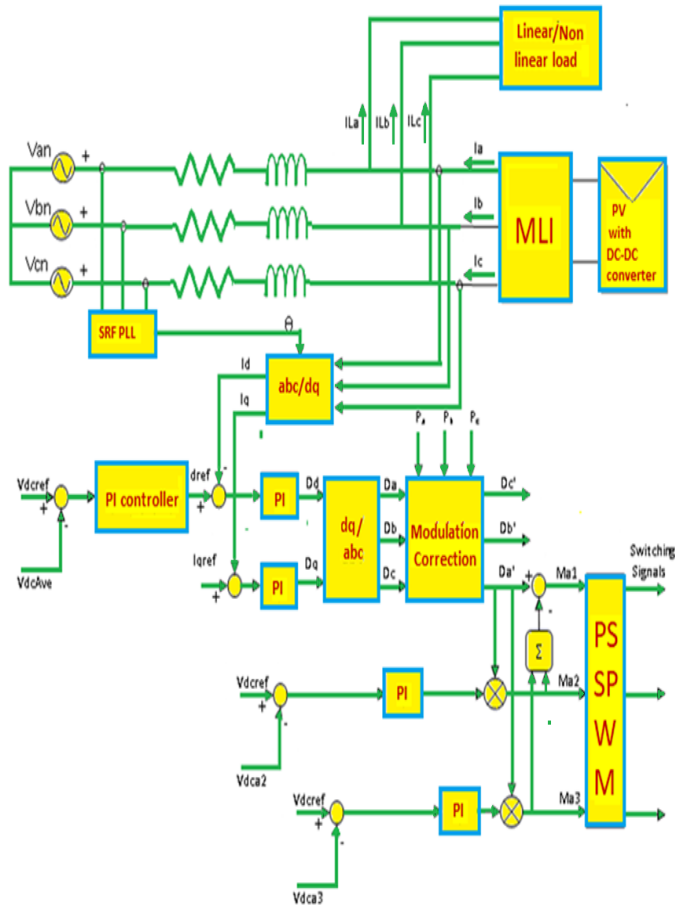 Linear/Non
linear load
ILa
ILb
ILc
Van
+
Ia
Vbn
+
Ib
MLI
PV
with
DC-DC
converter
Vcn
+
Ic
SRF PLL
θ
Id
abc/dq
Iq
Pa
Pb
Pc
Vdcref
+
-
PI controller
dref
+
-
PI
Dd
dq/
abc
Da
Db
Dc
Modulation
Correction
Dc'
Db'
Da'
VdcAve
Iqref
+
-
PI
Dq
+
-
Ma1
Σ
Switching
Signals
PS
SP
W
M
Vdcref
+
-
PI
Ma2
Vdca2
Vdcref
+
-
PI
Ma3
Vdca3